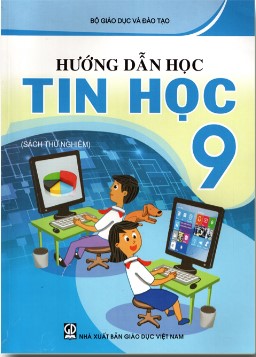 BỘ GIÁO DỤC VÀ ĐÀO TẠO
HƯỚNG DẪN HỌC
TIN HỌC
(SÁCH THỬ NGHIỆM)
9
NHÀ XUẤT BẢN GIÁO DỤC VIỆT NAM